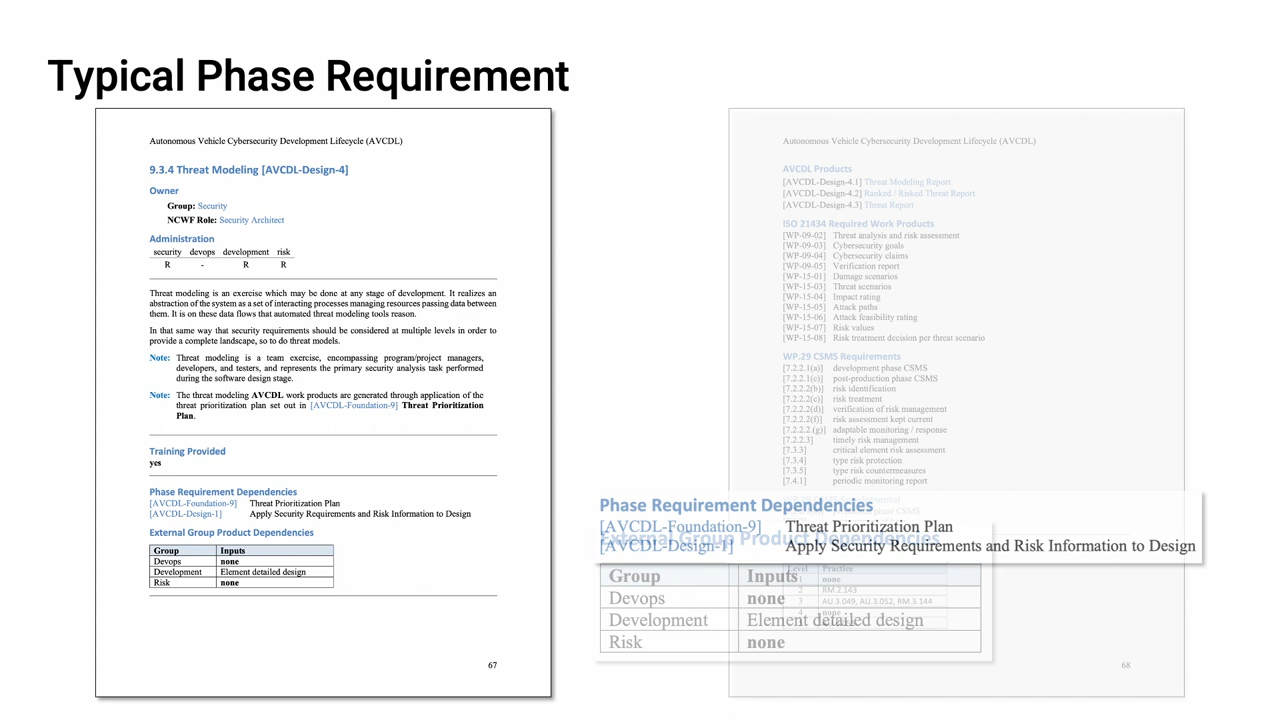 Typical Phase Requirement
Autonomous Vehicle Cybersecurity Development Lifecycle (AVCDL)
9.3.4 Threat Modeling [AVCDL-Design-4]
Owner
Group: Security
NCWF Role: Security Architect
Administration
security devops development risk
R - R R
Threat modeling is an exercise which may be done at any stage of development. It realizes an
abstraction of the system as a set of interacting processes managing resources passing data between
them. It is on these data flows that automated threat modeling tools reason.
In that same way that security requirements should be considered at multiple levels in order to
provide a complete landscape, so to do threat models.
Note: Threat modeling is a team exercise, encompassing program/project managers,
developers, and testers, and represents the primary security analysis task performed
during the software design stage.
Note: The threat modeling AVCDL work products are generated through application of the
threat prioritization plan set out in [AVCDL-Foundation-9] Threat Prioritization
Plan.
Training Provided
yes
Phase Requirement Dependencies
[AVCDL-Foundation-9] Threat Prioritization Plan
[AVCDL-Design-1] Apply Security Requirements and Risk Information to Design
External Group Product Dependencies
Group Inputs
Devops none
Development Element detailed design
Risk none
67
Autonomous Vehicle Cybersecurity Development Lifecycle (AVCDL)
AVCDL Products
[AVCDL-Design-4.1] Threat Modeling Report
[AVCDL-Design-4.2] Ranked / Risked Threat Report
[AVCDL-Design-4.3] Threat Report
ISO 21434 Required Work Products
[WP-09-02] Threat analysis and risk assessment
[WP-09-03] Cybersecurity goals
[WP-09-04] Cybersecurity claims
[WP-09-05] Verification report
[WP-15-01] Damage scenarios
[WP-15-03] Threat scenarios
[WP-15-04] Impact rating
[WP-15-05] Attack paths
[WP-15-06] Attack feasibility rating
[WP-15-07] Risk values
[WP-15-08] Risk treatment decision per threat scenario
WP.29 CSMS Requirements
[7.2.2.1(a)] development phase CSMS
[7.2.2.1(c)] post-production phase CSMS
[7.2.2.2(b)] risk identification
[7.2.2.2(c)] risk treatment
[7.2.2.2(d)] verification of risk management
[7.2.2.2(f)] risk assessment kept current
[7.2.2.2.(g)] adaptable monitoring / response
[7.2.2.3] timely risk management
[7.3.3] critical element risk assessment
[7.3.4] type risk protection
[7.3.5] type risk countermeasures
[7.4.1] periodic monitoring report
Phase Requirement Dependencies
[AVCDL-Foundation-9] Threat Prioritization Plan
[AVCDL-Design-1] Apply Security Requirements and Risk Information to Design
External Group Product Dependencies
Level Practice
1 none
2 RM.2.143
3 AU.3.049, AU.3.052, RM.3.144
4 none
Group Inputs
Devops none
Development Element detailed design
Risk none
68